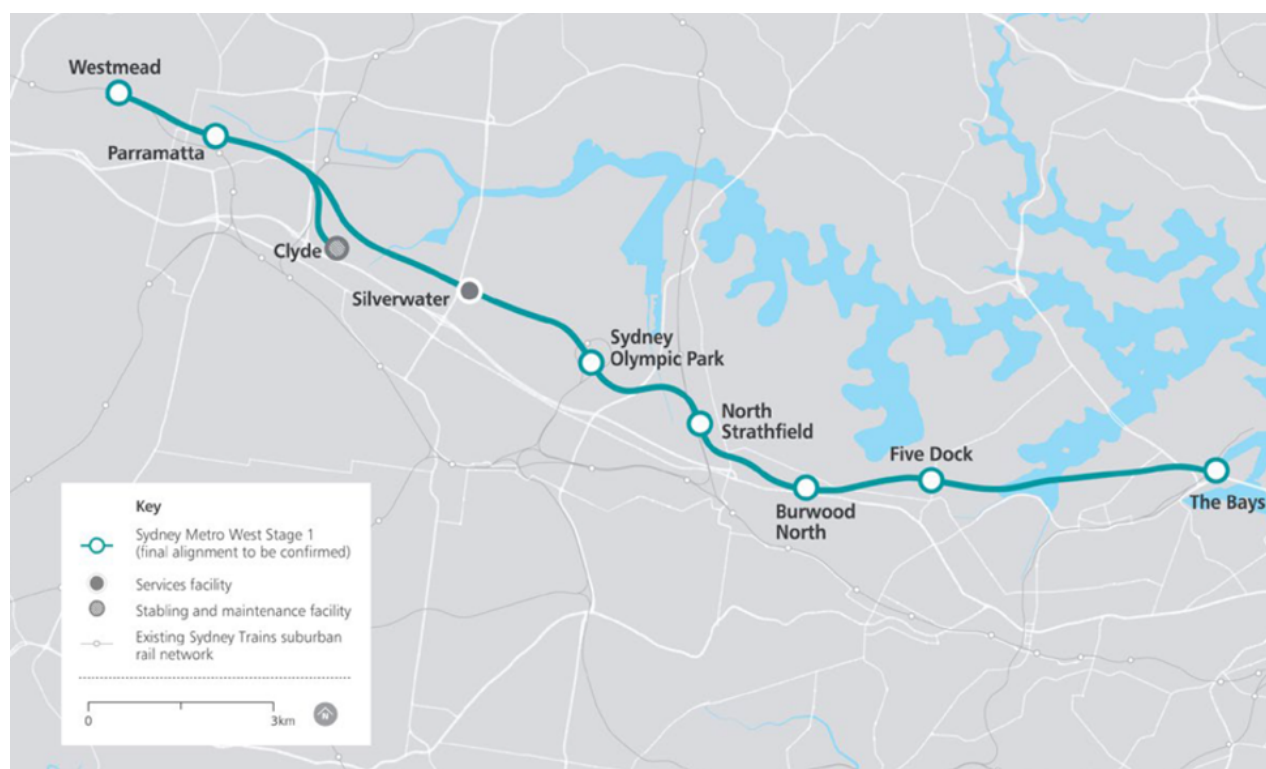 Westmead
Parramatta
Clyde
Silverwater
Sydney
Olympic Park
North
Strathfield
Five Dock
Burwood
North
The Bays
Key
Sydney Metro West Stage 1
(final alignment to be confirmed)
Services facility
Stabling and maintenance facility
Existing Sydney Trains suburban
rail network
0
3km
N